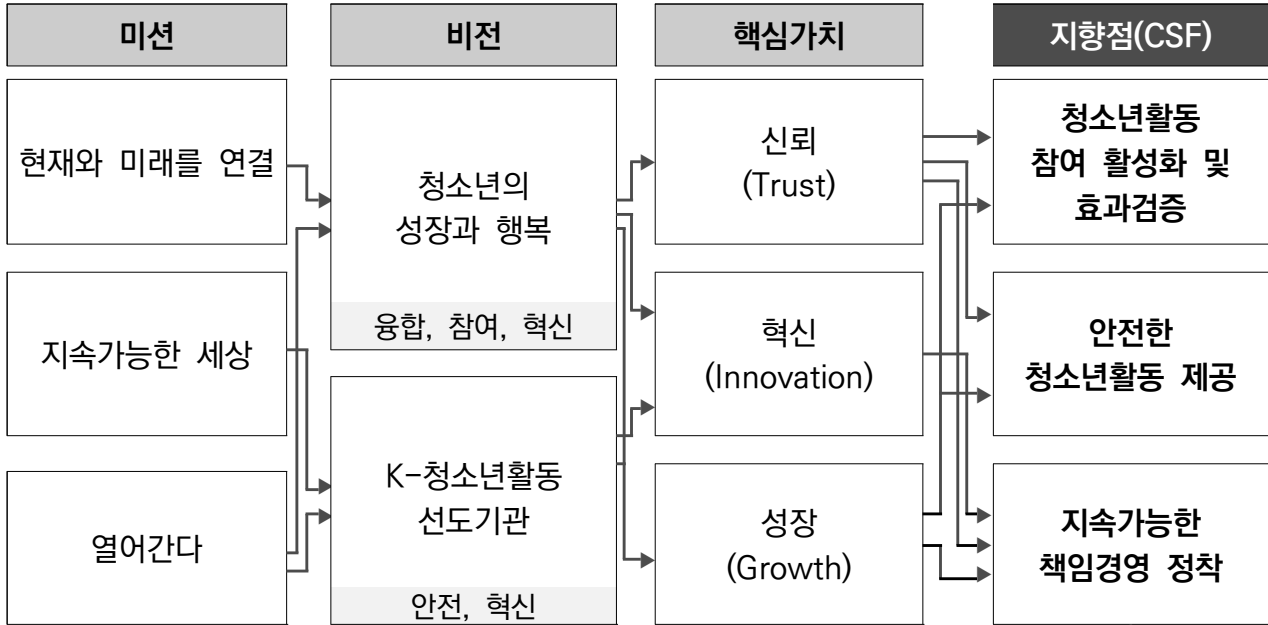 미션
비전
핵심가치
지향점(CSF)
현재와 미래를 연결
지속가능한 세상
열어간다
청소년의
성장과 행복
융합, 참여, 혁신
K-청소년활동
선도기관
안전, 혁신
신뢰
(Trust)
혁신
(Innovation)
성장
(Growth)
청소년활동
참여 활성화 및
효과검증
안전한
청소년활동 제공
지속가능한
책임경영 정착